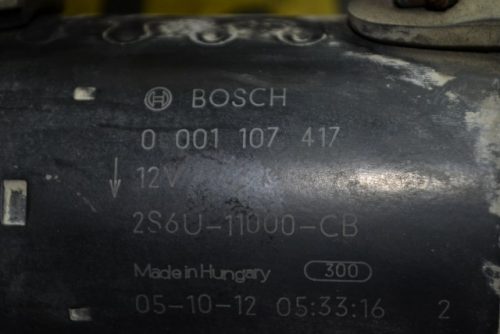 BOSCH
0 001 107 417
12V
2S6U-11000-CB
Made in Hungary 300
05-10-12 05:33:16 2